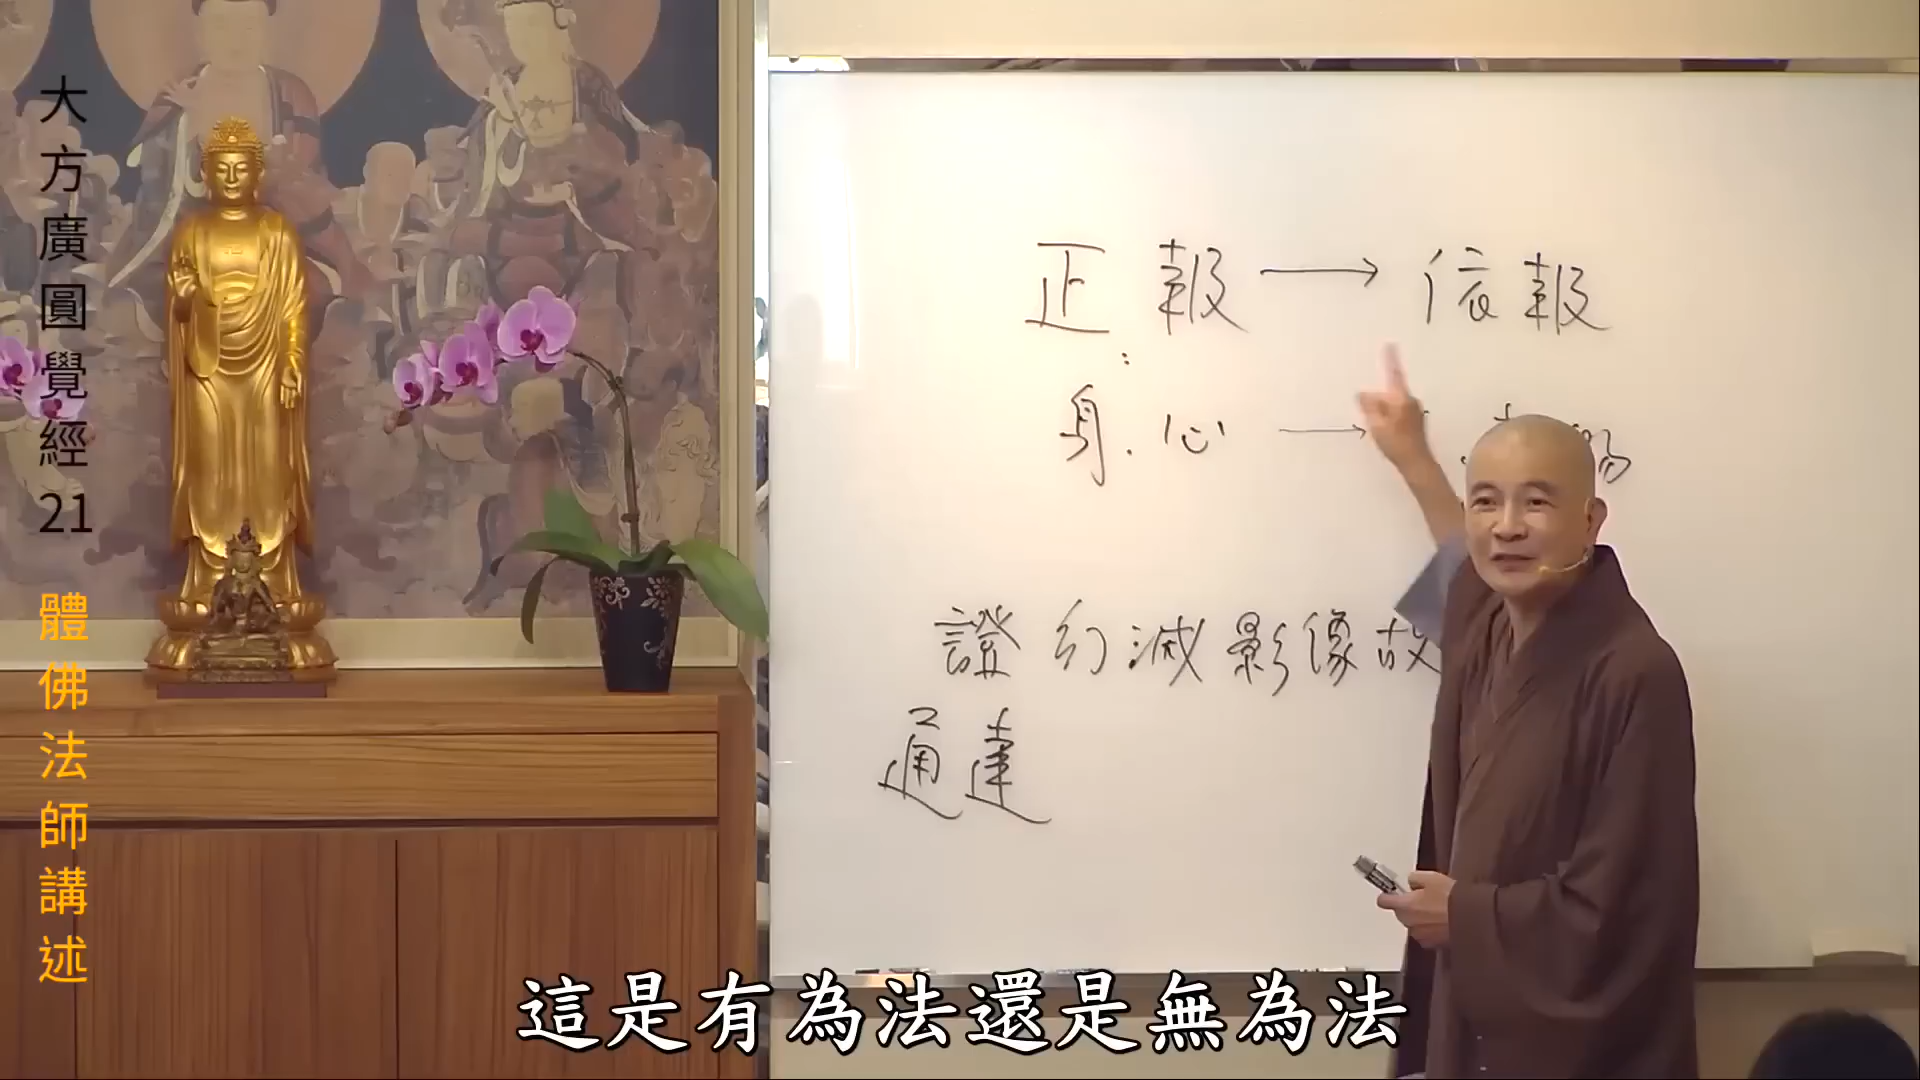 大方廣圓覺經21
體佛法師講述
正報→依報
身.心→
證幻滅影像故
通達
這是有為法還是無為法